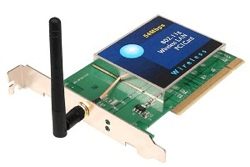 54Mbps
802.11g
Wireless LAN
PCI Card
Wireless